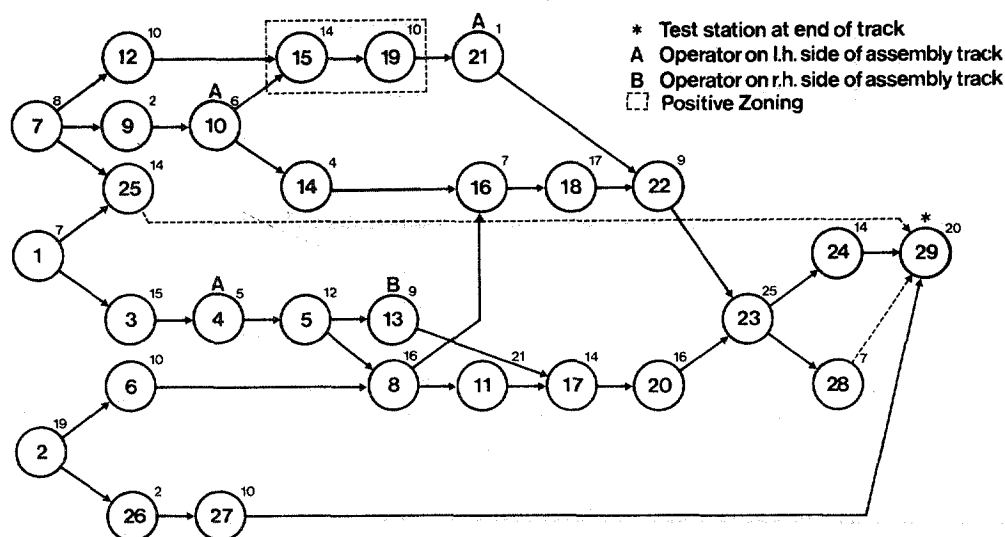 * Test station at end of track
A Operator on l.h. side of assembly track
B Operator on r.h. side of assembly track
Positive Zoning
A 1
10 14 10
12 15 19 21
8 2 A 6
7 9 10
14 4 7 17 9
25 14 16 18 22
7 * 14 20
1 24 29
15 A 5 12 B 9 25
3 4 5 13 23
10 16 21 14 16 7
6 8 11 17 20 28
19
2
2 10
26 27